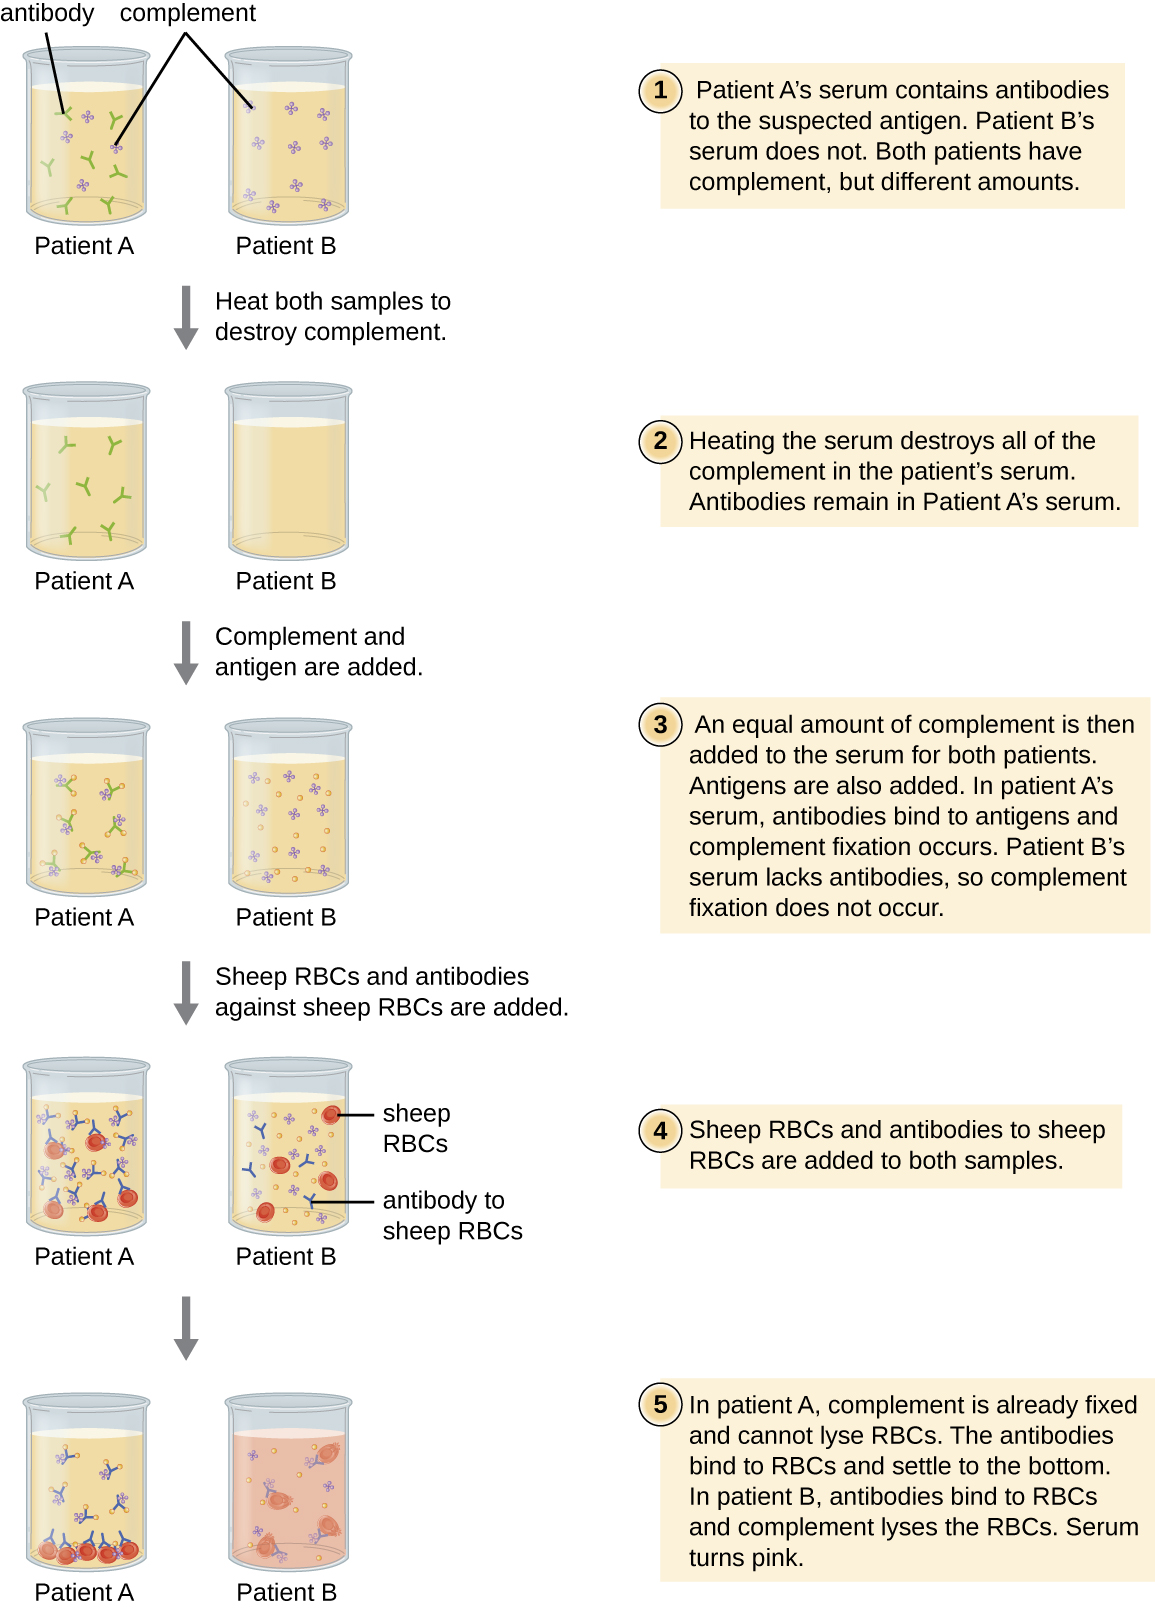 antibody complement
1 Patient A’s serum contains antibodies
to the suspected antigen. Patient B’s
serum does not. Both patients have
complement, but different amounts.
Patient A Patient B
Heat both samples to
destroy complement.
2 Heating the serum destroys all of the
complement in the patient’s serum.
Antibodies remain in Patient A’s serum.
Patient A Patient B
Complement and
antigen are added.
3 An equal amount of complement is then
added to the serum for both patients.
Antigens are also added. In patient A’s
serum, antibodies bind to antigens and
complement fixation occurs. Patient B’s
serum lacks antibodies, so complement
fixation does not occur.
Patient A Patient B
Sheep RBCs and antibodies
against sheep RBCs are added.
sheep
RBCs
antibody to
sheep RBCs
4 Sheep RBCs and antibodies to sheep
RBCs are added to both samples.
Patient A Patient B
5 In patient A, complement is already fixed
and cannot lyse RBCs. The antibodies
bind to RBCs and settle to the bottom.
In patient B, antibodies bind to RBCs
and complement lyses the RBCs. Serum
turns pink.
Patient A Patient B